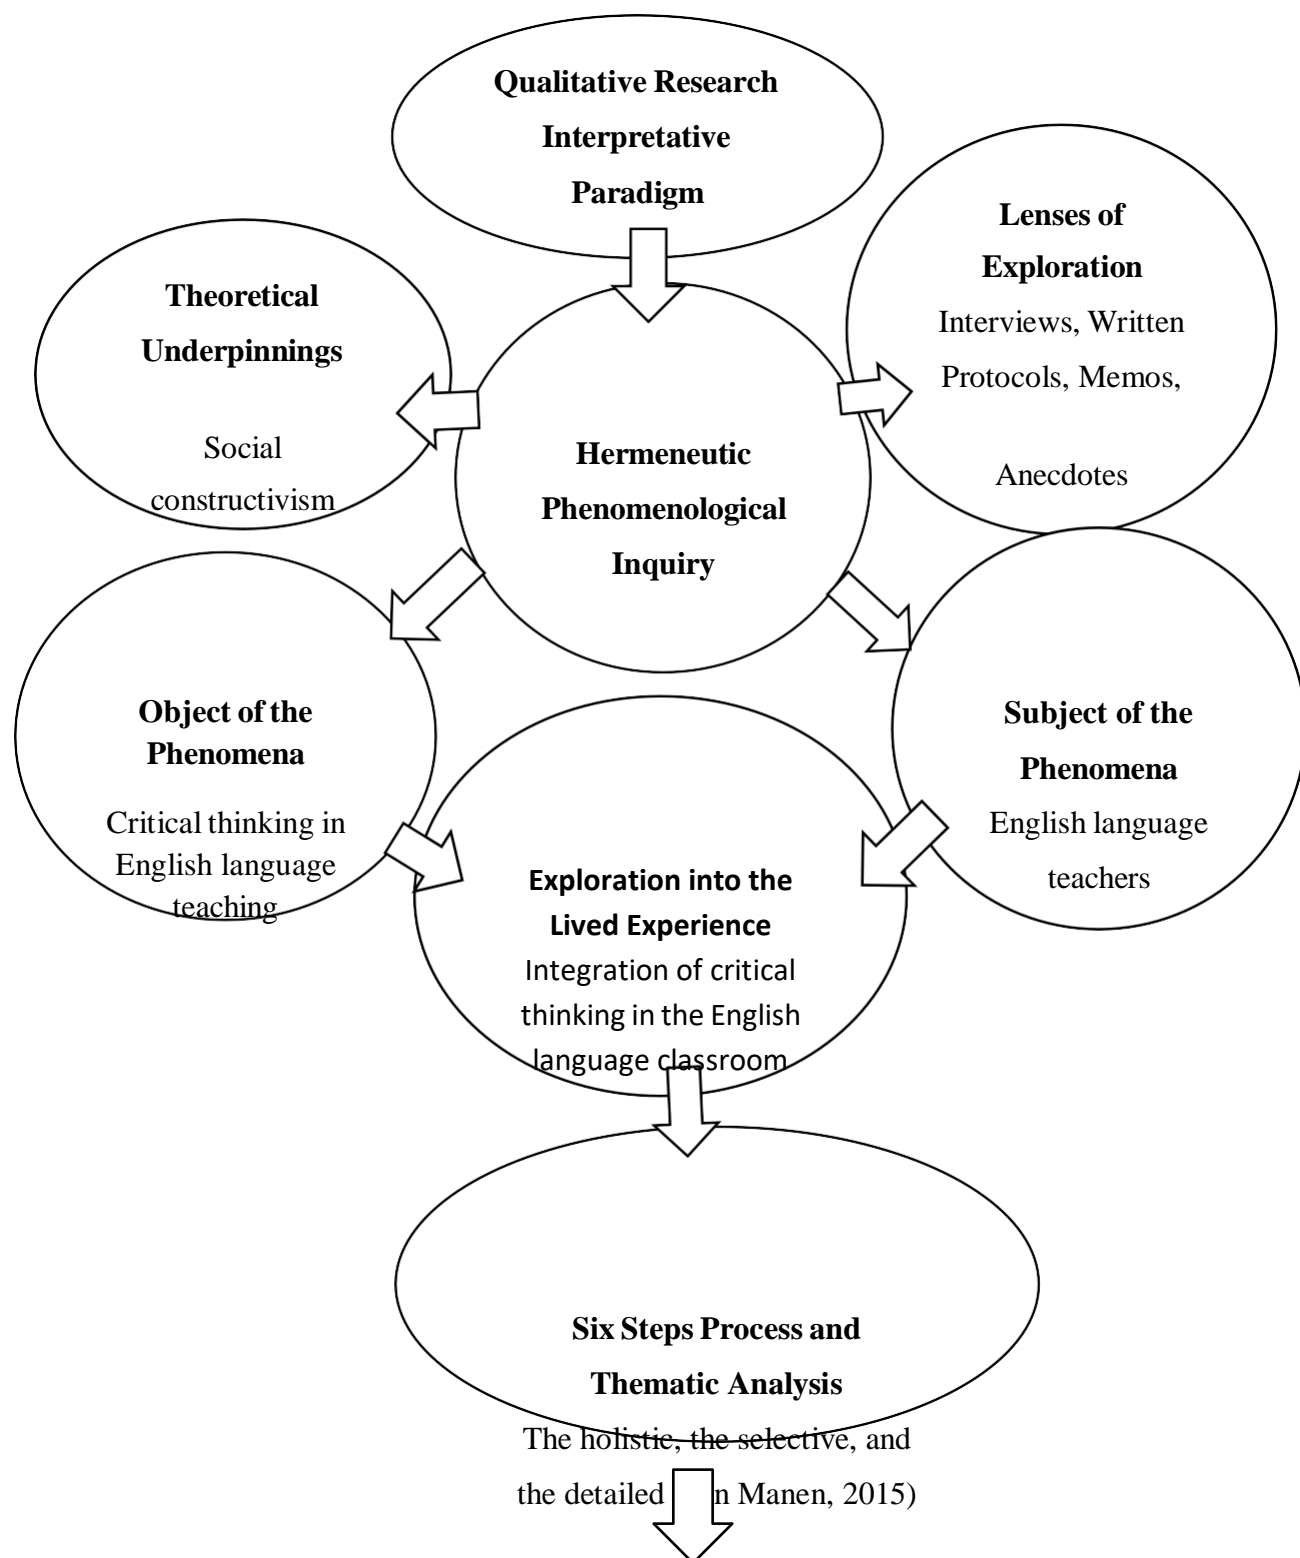 Qualitative Research
Interpretative
Paradigm
Lenses of
Exploration
Interviews, Written
Protocols, Memos,
Anecdotes
Theoretical
Underpinnings
Social
constructivism
Hermeneutic
Phenomenological
Inquiry
Object of the
Phenomena
Critical thinking in
English language
teaching
Subject of the
Phenomena
English language
teachers
Exploration into the
Lived Experience
Integration of critical
thinking in the English
language classroom
Six Steps Process and
Thematic Analysis
The holistic, the selective, and
the detailed n Manen, 2015)